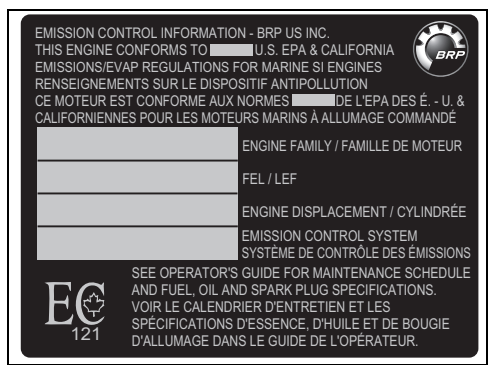 EMISSION CONTROL INFORMATION - BRP US INC.
THIS ENGINE CONFORMS TO U.S. EPA & CALIFORNIA
EMISSIONS/EVAP REGULATIONS FOR MARINE SI ENGINES
RENSEIGNEMENTS SUR LE DISPOSITIF ANTIPOLLUTION
CE MOTEUR EST CONFORME AUX NORMES DE L'EPA DES É. - U. &
CALIFORNIENNES POUR LES MOTEURS MARINS À ALLUMAGE COMMANDÉ
BRP
ENGINE FAMILY / FAMILLE DE MOTEUR
FEL / LEF
ENGINE DISPLACEMENT / CYLINDRÉE
EMISSION CONTROL SYSTEM
SYSTÈME DE CONTRÔLE DES ÉMISSIONS
EC
121
SEE OPERATOR'S GUIDE FOR MAINTENANCE SCHEDULE
AND FUEL, OIL AND SPARK PLUG SPECIFICATIONS.
VOIR LE CALENDRIER D'ENTRETIEN ET LES
SPÉCIFICATIONS D'ESSENCE, D'HUILE ET DE BOUGIE
D'ALLUMAGE DANS LE GUIDE DE L'OPÉRATEUR.